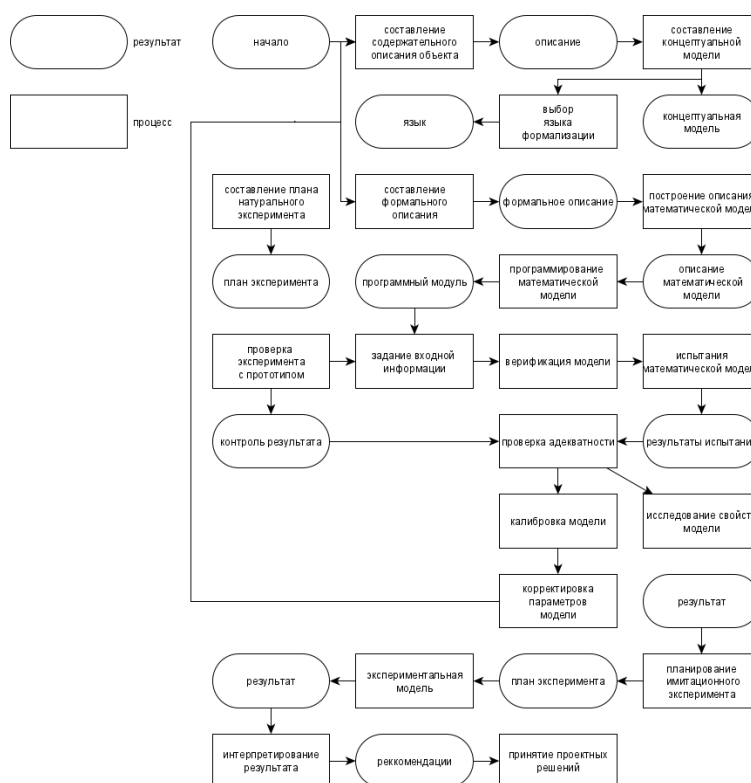 результат
начало
составление
содержательного
описания объекта
описание
составление
концептуальной
модели
процесс
язык
выбор
языка
формализации
концептуальная
модель
составление плана
натурального
эксперимента
составление
формального
описания
формальное описание
построение описания
математической модел
план эксперимента
программный модуль
программирование
математической
модели
описание
математической
модели
проверка
эксперимента
с прототипом
задание входной
информации
верификация модели
испытания
математической модел
контроль результата
проверка адекватности
результаты испытани
калибровка модели
исследование свойств
модели
корректировка
параметров
модели
результат
результат
экспериментальная
модель
план эксперимента
планирование
имитационного
эксперимента
интерпретирование
результата
реккомендации
принятие проектных
решений